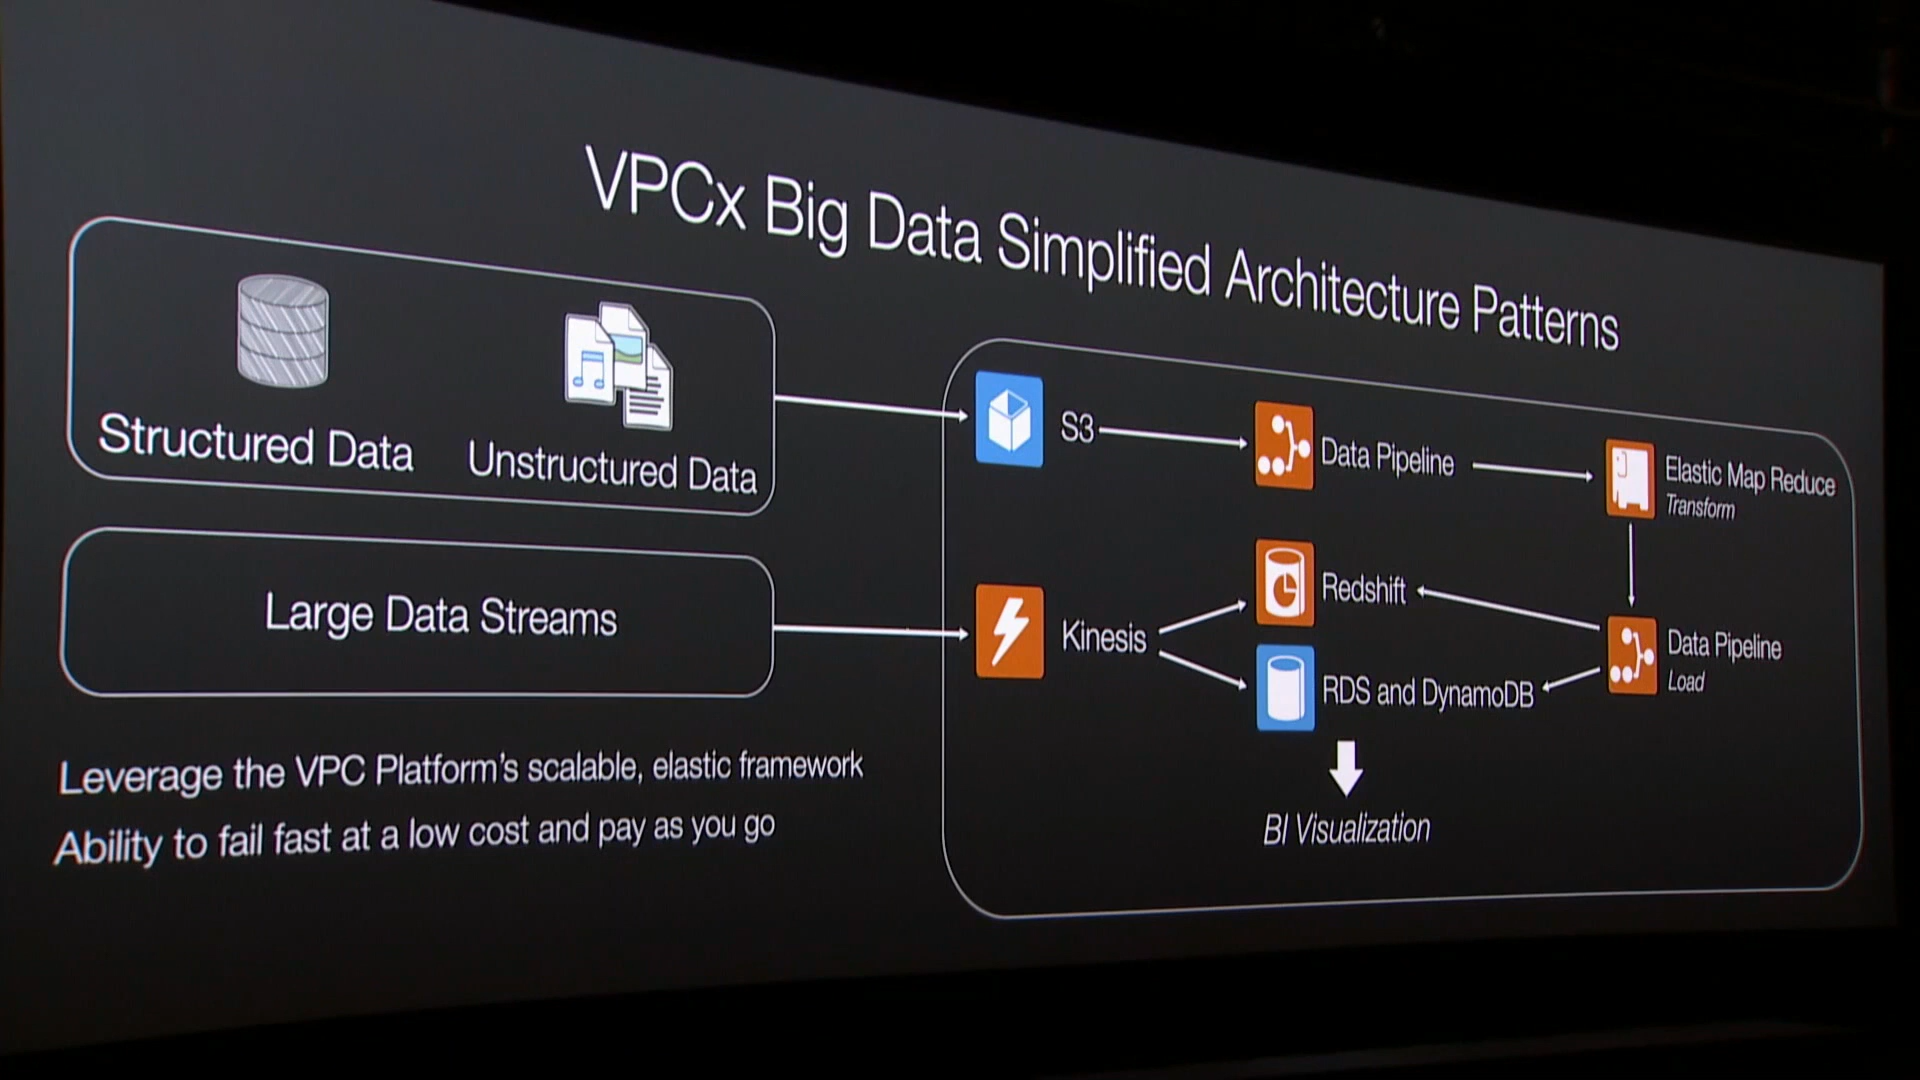 VPCx Big Data Simplified Architecture Patterns
Structured Data
Unstructured Data
Large Data Streams
Leverage the VPC Platform's scalable, elastic framework
Ability to fail fast at a low cost and pay as you go
S3
Data Pipeline
Elastic Map Reduce
Transform
Kinesis
Redshift
RDS and DynamoDB
Data Pipeline
Load
BI Visualization